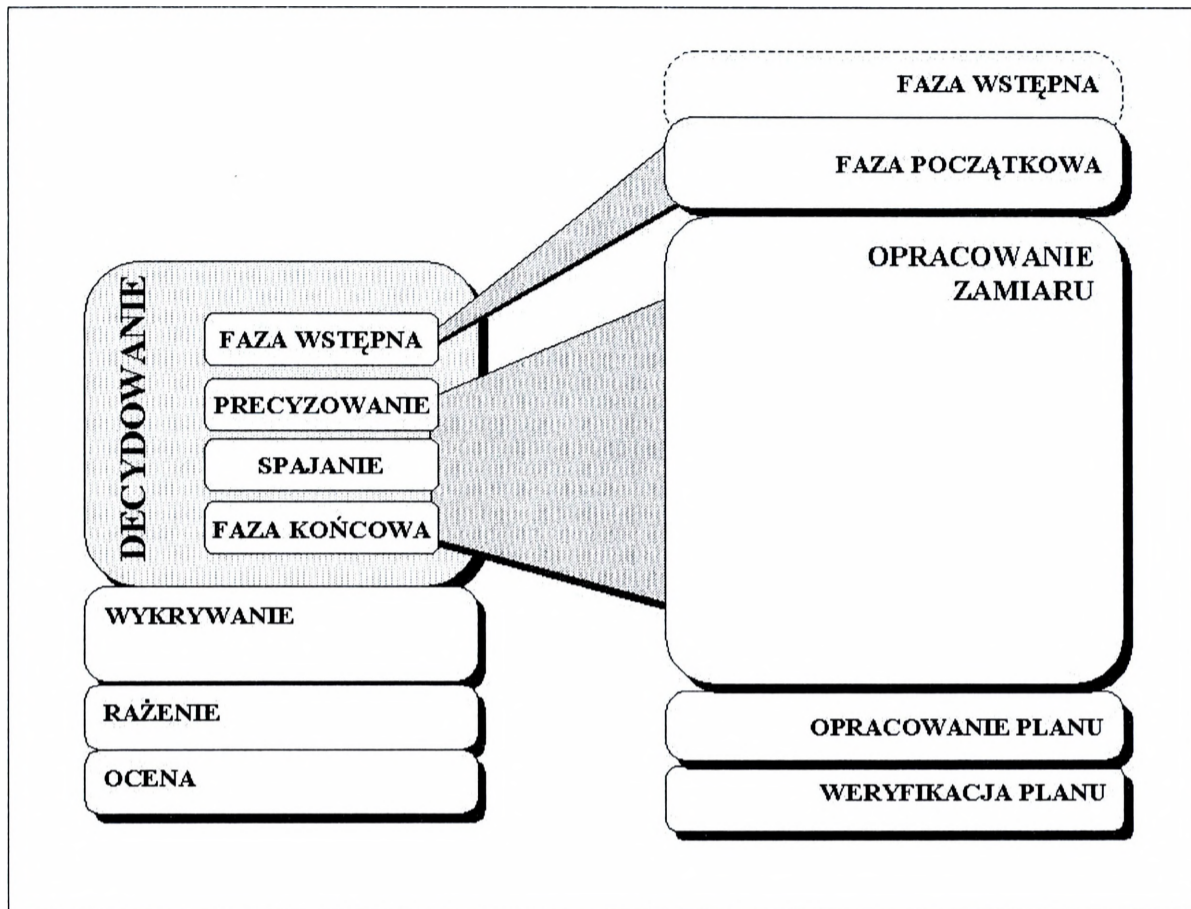 DECYDOWANIE
FAZA WSTĘPNA
PRECYZOWANIE
SPAJANIE
FAZA KOŃCOWA
WYKRYWANIE
RAŻENIE
OCENA
FAZA WSTĘPNA
FAZA POCZĄTKOWA
OPRACOWANIE
ZAMIARU
OPRACOWANIE PLANU
WERYFIKACJA PLANU